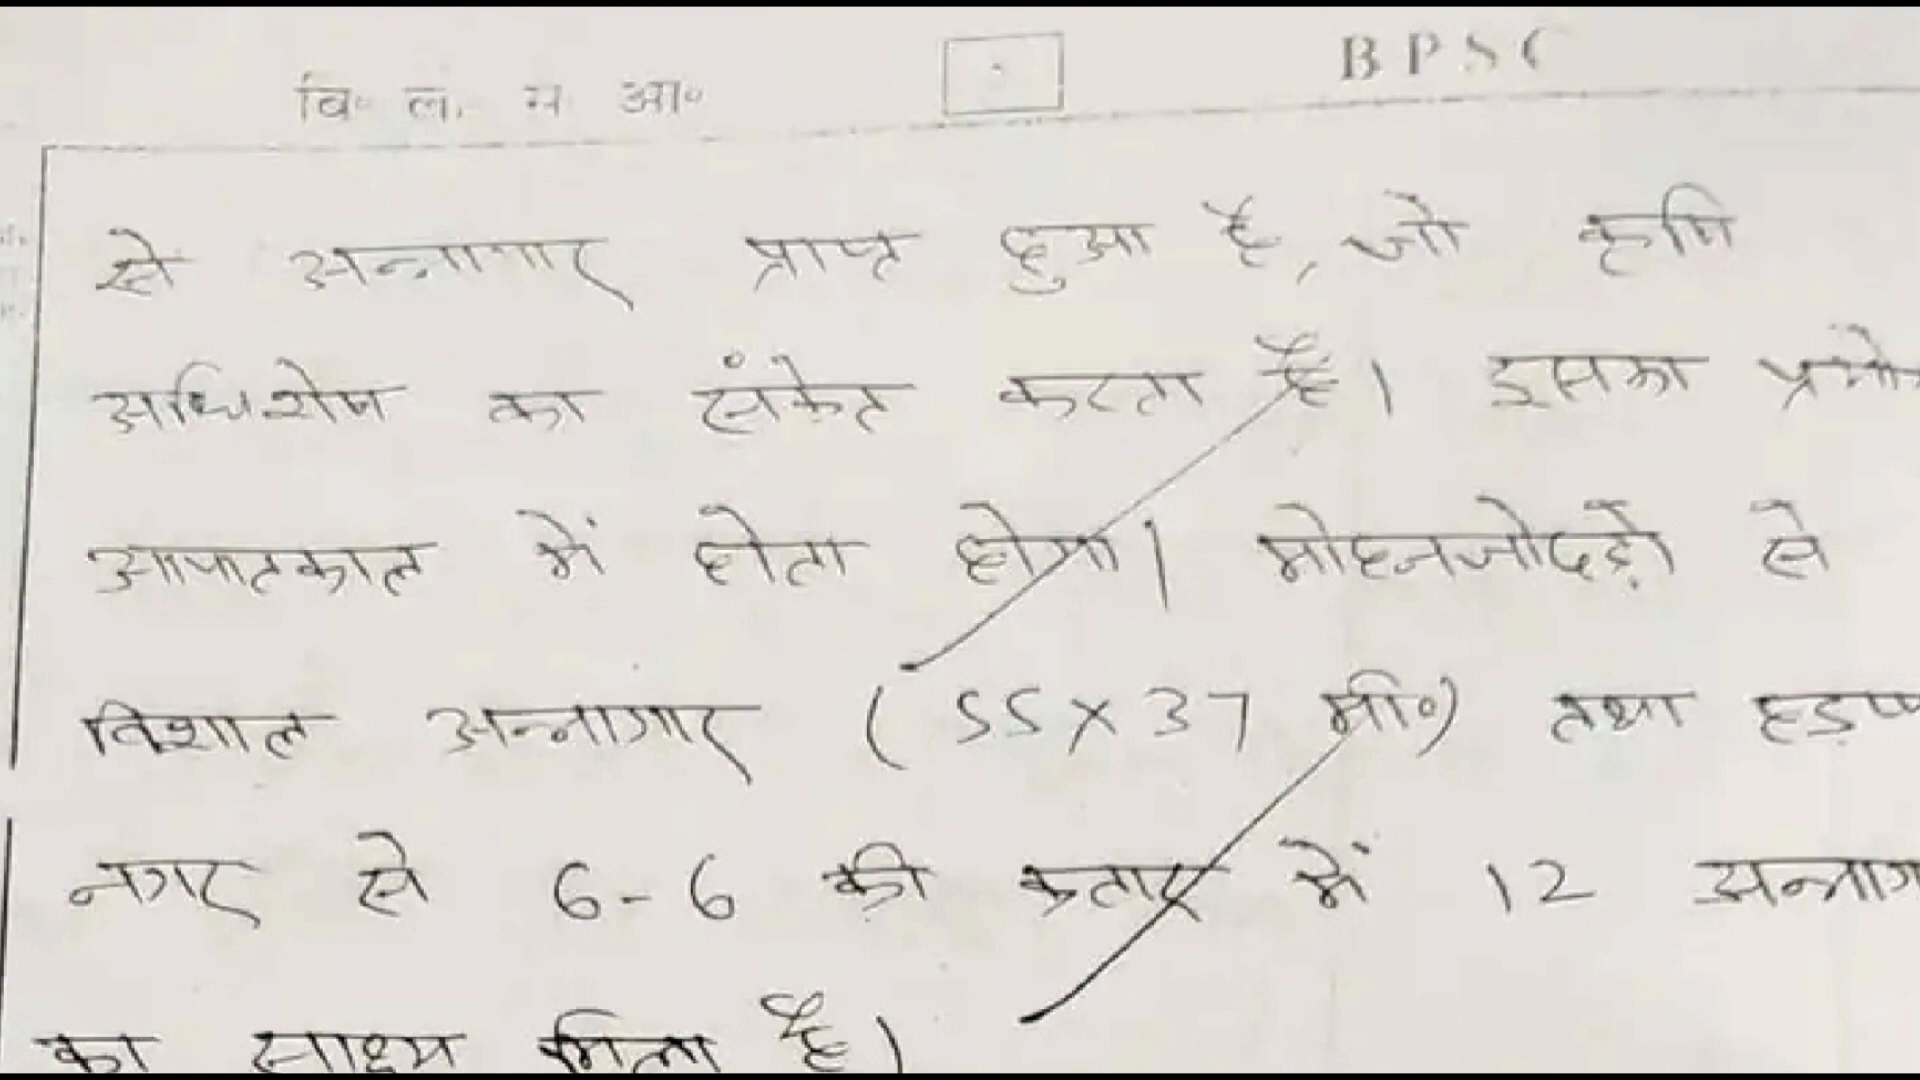 बि० ल. म आ०
BPSC
से अन्नागार प्राप्त हुआ है, जो कृषि
अधिशेष का संकेत करता है। इसका प्रयो
आपातकाल में होता होगा। मोहनजोदड़ो से
विशाल अन्नागार (55×37 मी०) तथा हड़प्प
नगर से 6-6 की कतार में 12 अन्नाग
का साक्ष्य मिला है।